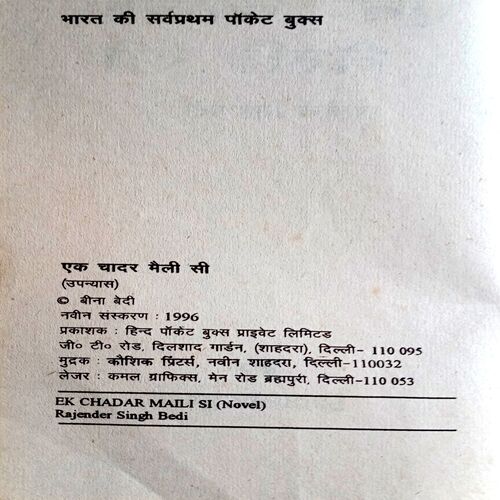 भारत की सर्वप्रथम पॉकेट बुक्स
एक चादर मैली सी
(उपन्यास)
© बीना बेदी
नवीन संस्करण : 1996
प्रकाशक : हिन्द पॉकेट बुक्स प्राइवेट लिमिटड
जी० टी० रोड, दिलशाद गार्डन, (शाहदरा), दिल्ली- 110 095
मुद्रक : कौशिक प्रिंटर्स, नवीन शाहदरा, दिल्ली-110032
लेजर : कमल ग्राफिक्स, मेन रोड ब्रह्मपुरी, दिल्ली-110 053
EK CHADAR MAILI SI (Novel)
Rajender Singh Bedi